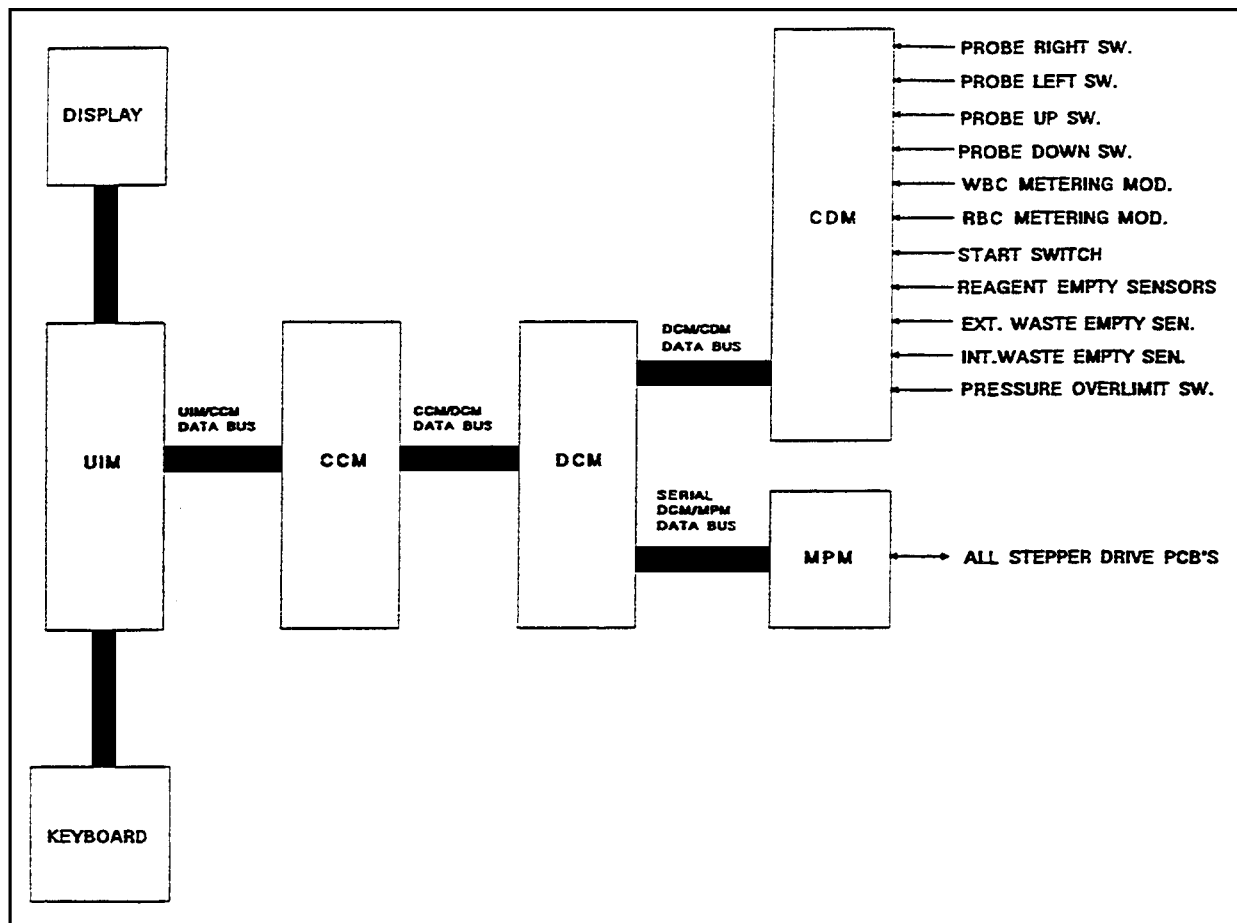 DISPLAY
UIM
KEYBOARD
UIM/CCM
DATA BUS
CCM
CCM/DCM
DATA BUS
DCM
DCM/CDM
DATA BUS
SERIAL
DCM/MPM
DATA BUS
CDM
PROBE RIGHT SW.
PROBE LEFT SW.
PROBE UP SW.
PROBE DOWN SW.
WBC METERING MOD.
RBC METERING MOD.
START SWITCH
REAGENT EMPTY SENSORS
EXT. WASTE EMPTY SEN.
INT.WASTE EMPTY SEN.
PRESSURE OVERLIMIT SW.
MPM
ALL STEPPER DRIVE PCB'S